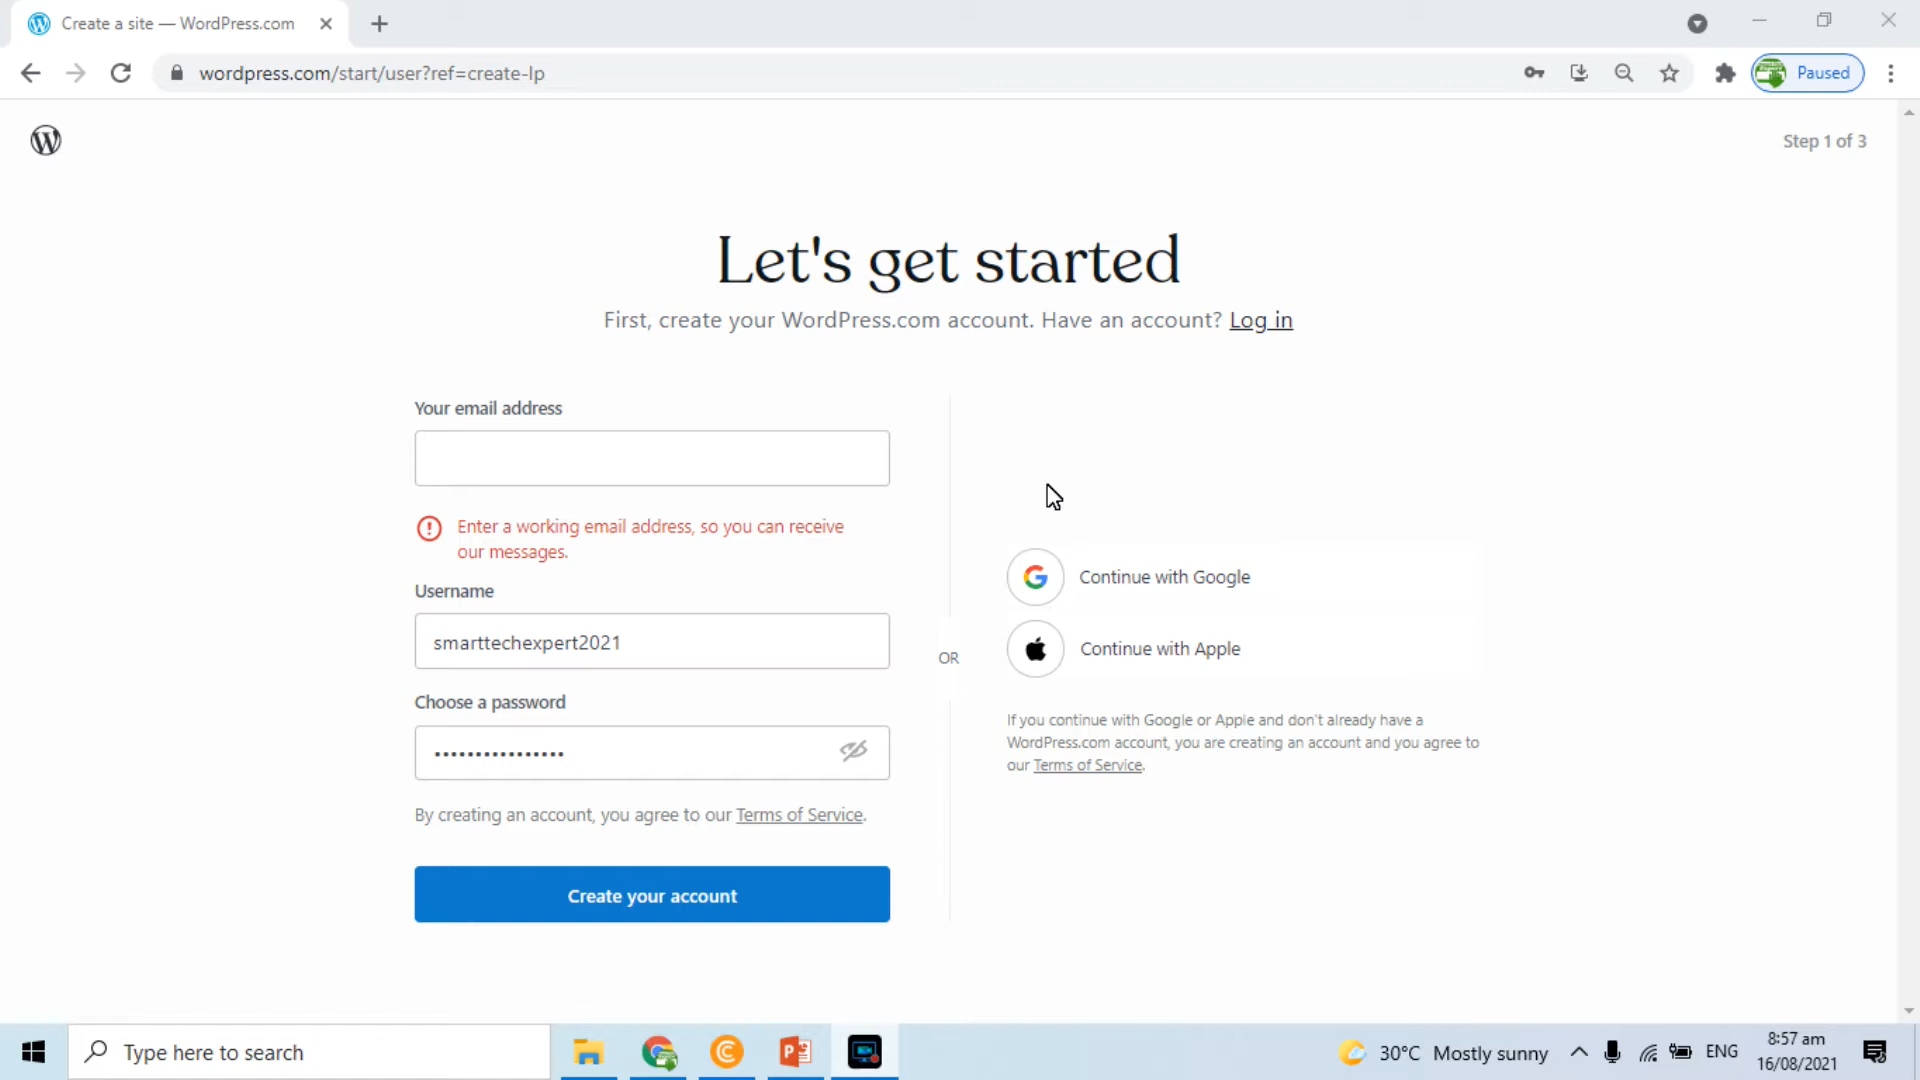 Create a site — WordPress.com
wordpress.com/start/user?ref=create-lp
Paused
Step 1 of 3
Let's get started
First, create your WordPress.com account. Have an account? Log in
Your email address
Enter a working email address, so you can receive
our messages.
Username
smarttechexpert2021
Choose a password
••••••••••••••••
By creating an account, you agree to our Terms of Service.
Create your account
OR
Continue with Google
Continue with Apple
If you continue with Google or Apple and don't already have a
WordPress.com account, you are creating an account and you agree to
our Terms of Service.
Type here to search
30°C Mostly sunny
ENG
8:57 am
16/08/2021